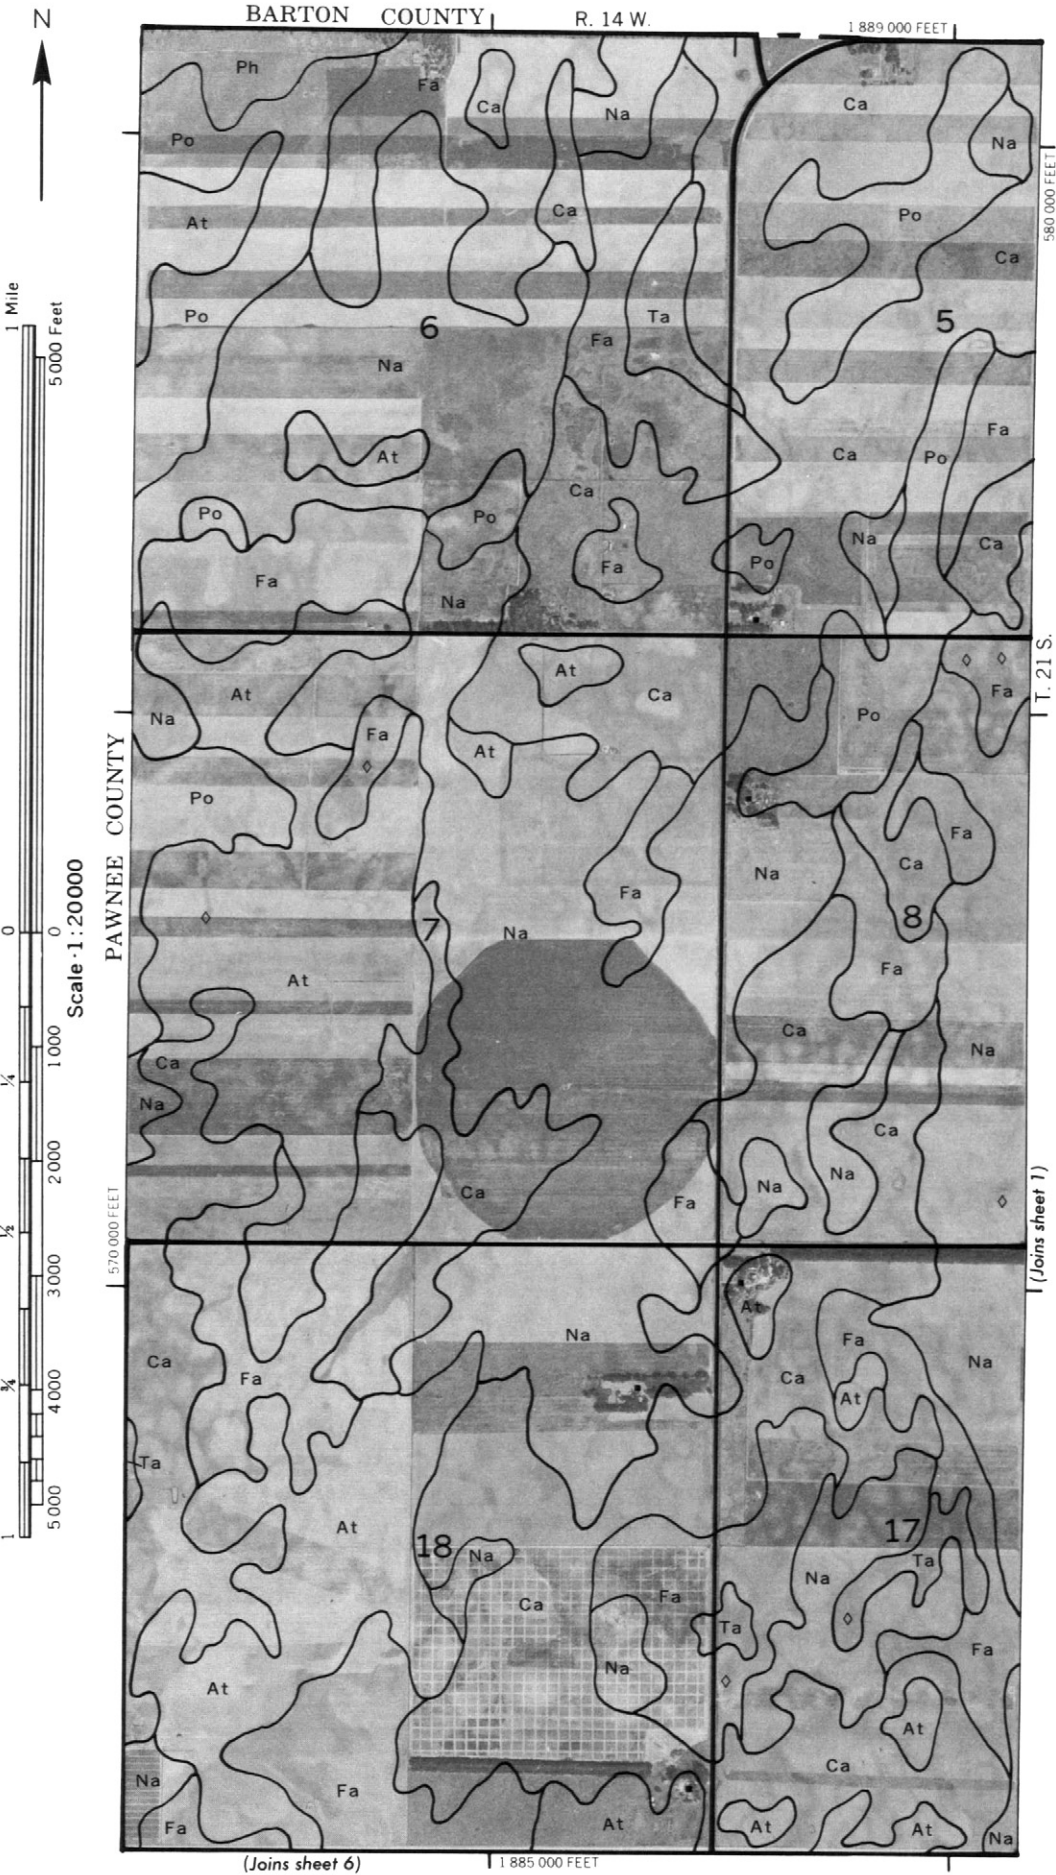 N
BARTON COUNTY
R. 14 W.
1 889 000 FEET
Ph
Fa
Ca
Na
Ca
Na
Po
At
Ca
Po
Ca
580 000 FEET
Po
6
Na
Fa
Ta
5
At
Ca
Po
Fa
Ca
Po
Po
Fa
Na
Fa
Po
Na
Ca
1 Mile
5000 Feet
T. 21 S.
At
Na
Fa
At
Ca
At
Po
Fa
Po
Na
Fa
Ca
Fa
8
PAWNEE COUNTY
Scale · 1 : 20000
0
0
7
Na
At
Fa
Ca
Na
Ca
Na
1000
¼
Ca
Na
Na
Ca
2000
½
Fa
570 000 FEET
(Joins sheet 1)
3000
At
Na
Ca
Fa
Na
Ca
Fa
At
¾
4000
Ta
At
18
Na
17
Ta
5000
1
Na
Ca
Fa
Ta
Na
Fa
At
At
Ca
Na
Fa
Fa
At
At
At
Na
(Joins sheet 6)
1 885 000 FEET